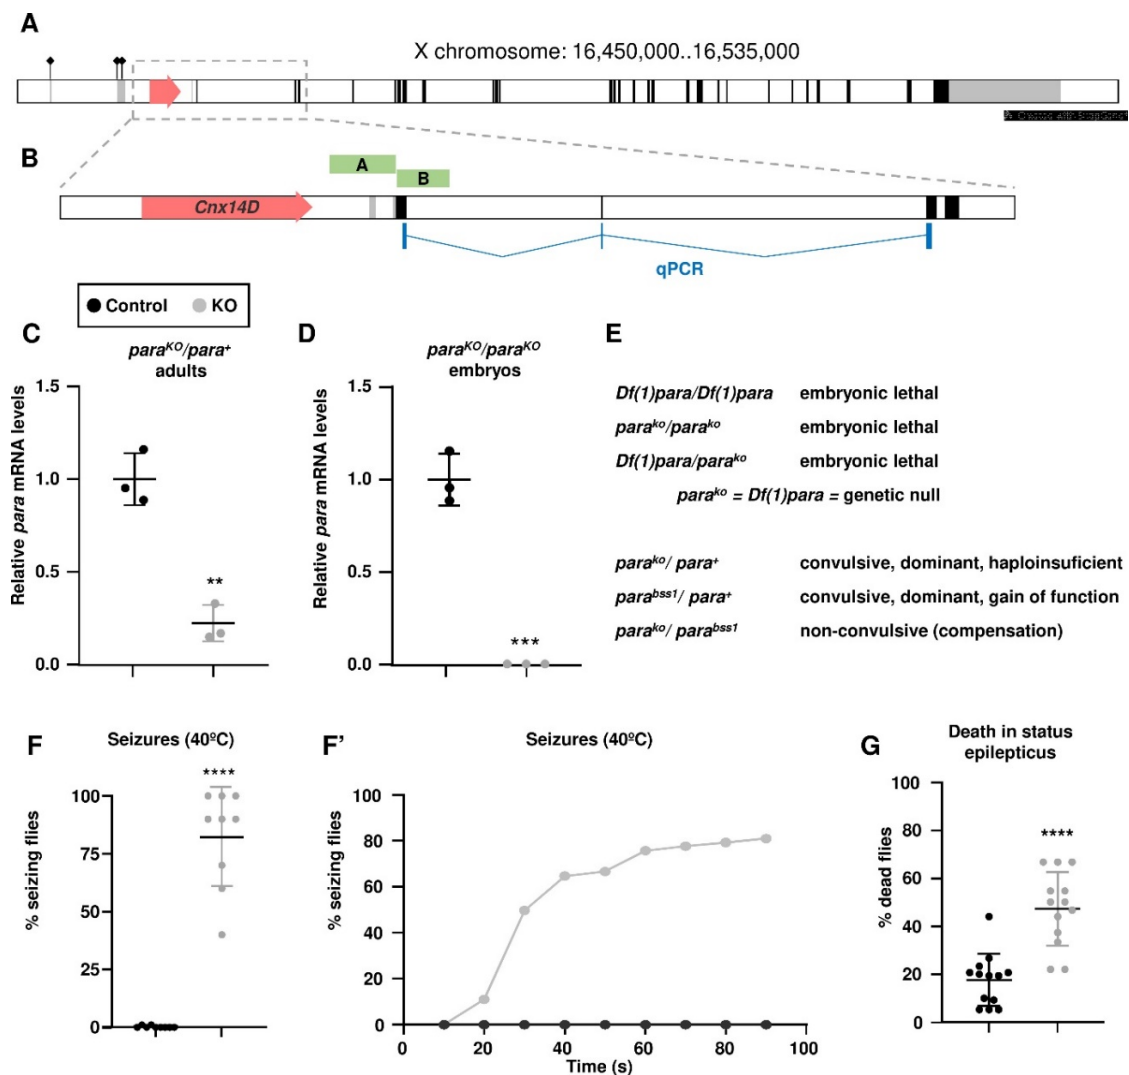 A
X chromosome: 16,450,000..16,535,000
B
A
B
Cnx14D
qPCR
Control KO
C
para^KO/para^+
adults
Relative para mRNA levels
1.5
1.0
0.5
0.0
**
D
para^KO/para^KO
embryos
Relative para mRNA levels
1.5
1.0
0.5
0.0
***
E
Df(1)para/Df(1)para embryonic lethal
para^ko/para^ko embryonic lethal
Df(1)para/para^ko embryonic lethal
para^ko = Df(1)para = genetic null
para^ko/ para^+ convulsive, dominant, haploinsuficient
para^bss1/ para^+ convulsive, dominant, gain of function
para^ko/ para^bss1 non-convulsive (compensation)
F
Seizures (40ºC)
% seizing flies
100
75
50
25
0
****
F'
Seizures (40ºC)
% seizing flies
100
80
60
40
20
0
0 20 40 60 80 100
Time (s)
G
Death in status
epilepticus
% dead flies
100
80
60
40
20
0
****